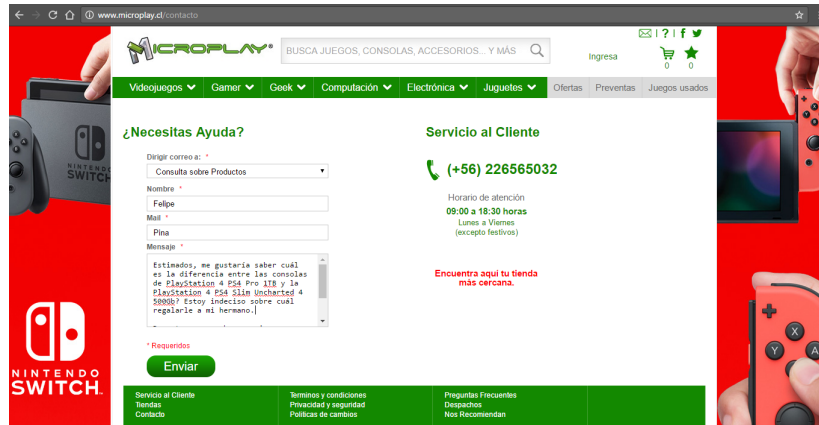 www.microplay.cl/contacto
MICROPLAY
BUSCA JUEGOS, CONSOLAS, ACCESORIOS... Y MÁS
Ingresa
? f
0 0
Videojuegos Gamer Geek Computación Electrónica Juguetes Ofertas Preventas Juegos usados
¿Necesitas Ayuda?
Dirigir correo a: *
Consulta sobre Productos
Nombre *
Felipe
Mail *
Pina
Mensaje *
Estimados, me gustaría saber cuál
es la diferencia entre las consolas
de PlayStation 4 PS4 Pro 1TB y la
PlayStation 4 PS4 Slim Uncharted 4
500Gb? Estoy indeciso sobre cuál
regalarle a mi hermano.
* Requeridos
Enviar
Servicio al Cliente
(+56) 226565032
Horario de atención
09:00 a 18:30 horas
Lunes a Viernes
(excepto festivos)
Encuentra aquí tu tienda
más cercana.
NINTENDO
SWITCH
NINTENDO
SWITCH
X
Y A
Servicio al Cliente
Tiendas
Contacto
Terminos y condiciones
Privacidad y seguridad
Políticas de cambios
Preguntas Frecuentes
Despachos
Nos Recomiendan